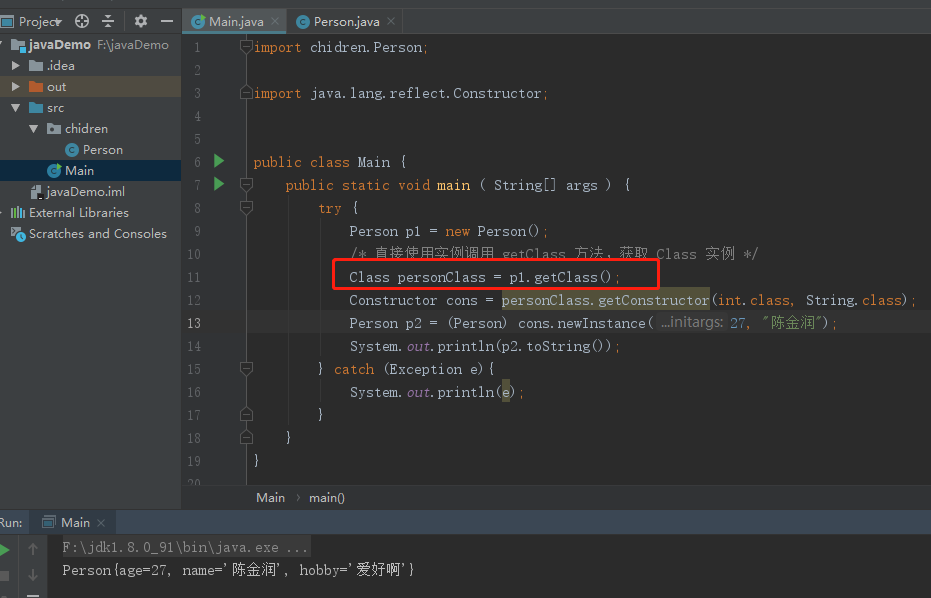 Project
Main.java
Person.java
javaDemo F:\javaDemo
.idea
out
src
chidren
Person
Main
javaDemo.iml
External Libraries
Scratches and Consoles
1 import chidren.Person;
2
3 import java.lang.reflect.Constructor;
4
5
6 public class Main {
7 public static void main ( String[] args ) {
8 try {
9 Person p1 = new Person();
10 /* 直接使用实例调用 getClass 方法，获取 Class 实例 */
11 Class personClass = p1.getClass();
12 Constructor cons = personClass.getConstructor(int.class, String.class);
13 Person p2 = (Person) cons.newInstance( ...initargs: 27, "陈金润");
14 System.out.println(p2.toString());
15 } catch (Exception e){
16 System.out.println(e);
17 }
18 }
19 }
20
Main › main()
Run: Main
F:\jdk1.8.0_91\bin\java.exe ...
Person{age=27, name='陈金润', hobby='爱好啊'}